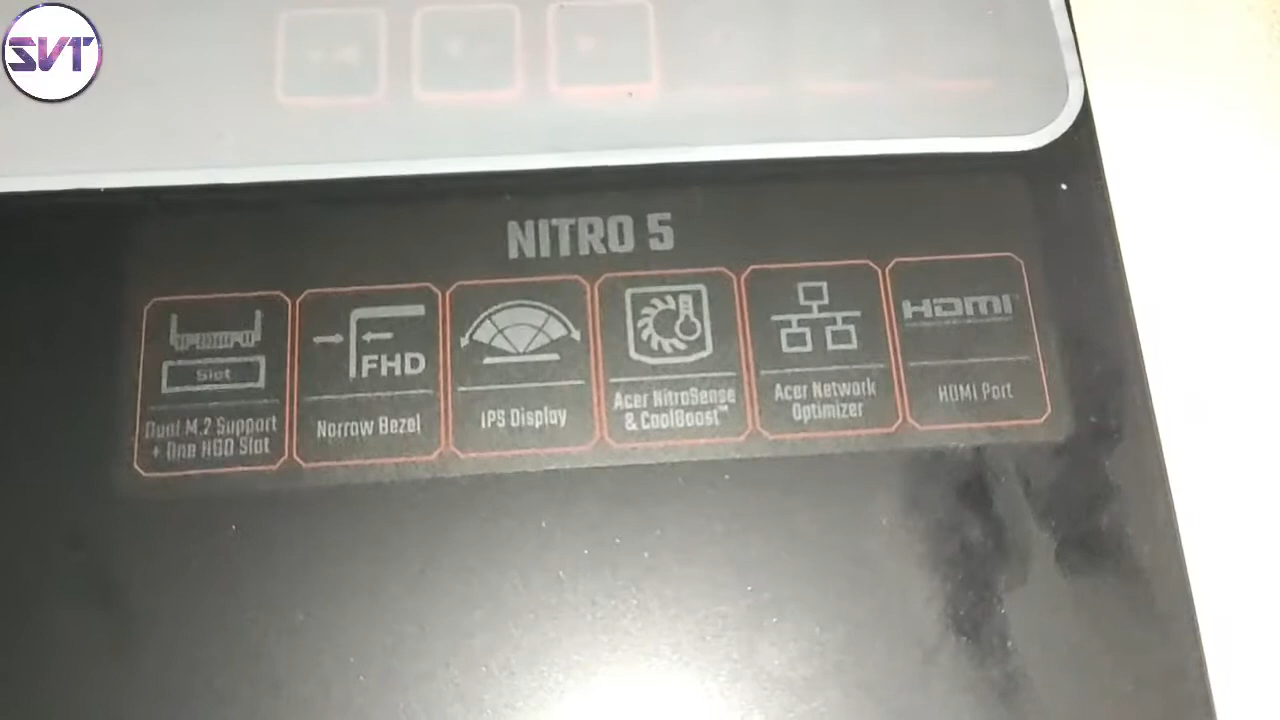 SVT
NITRO 5
Slot
Dual M.2 Support
+ One HDD Slot
FHD
Narrow Bezel
IPS Display
Acer NitroSense
& CoolBoost™
Acer Network
Optimizer
HDMI
HDMI Port